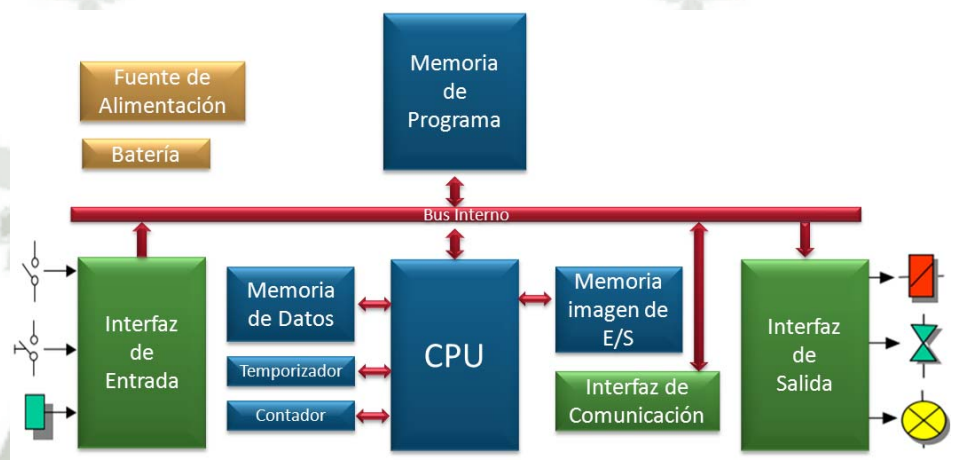 Fuente de
Alimentación
Batería
Memoria
de
Programa
Bus Interno
Interfaz
de
Entrada
Memoria
de Datos
Temporizador
Contador
CPU
Memoria
imagen de
E/S
Interfaz de
Comunicación
Interfaz
de
Salida